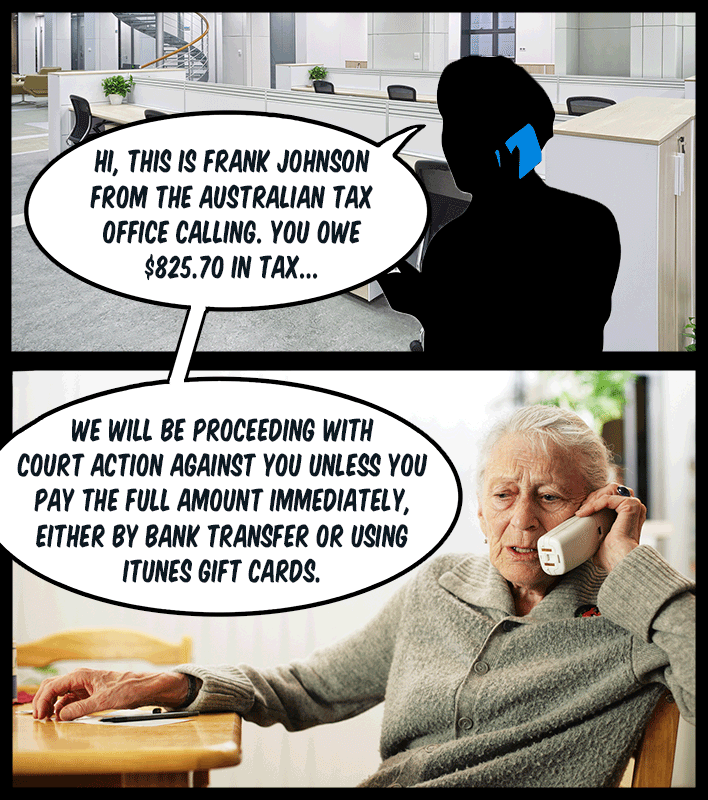 HI, THIS IS FRANK JOHNSON
FROM THE AUSTRALIAN TAX
OFFICE CALLING. YOU OWE
$825.70 IN TAX...
WE WILL BE PROCEEDING WITH
COURT ACTION AGAINST YOU UNLESS YOU
PAY THE FULL AMOUNT IMMEDIATELY,
EITHER BY BANK TRANSFER OR USING
ITUNES GIFT CARDS.